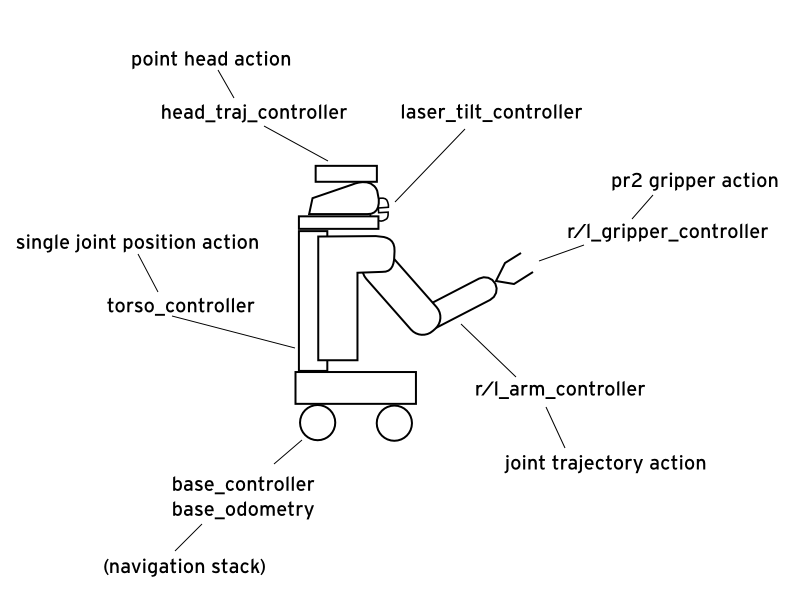 point head action
head_traj_controller
laser_tilt_controller
pr2 gripper action
r/l_gripper_controller
single joint position action
torso_controller
r/l_arm_controller
joint trajectory action
base_controller
base_odometry
(navigation stack)